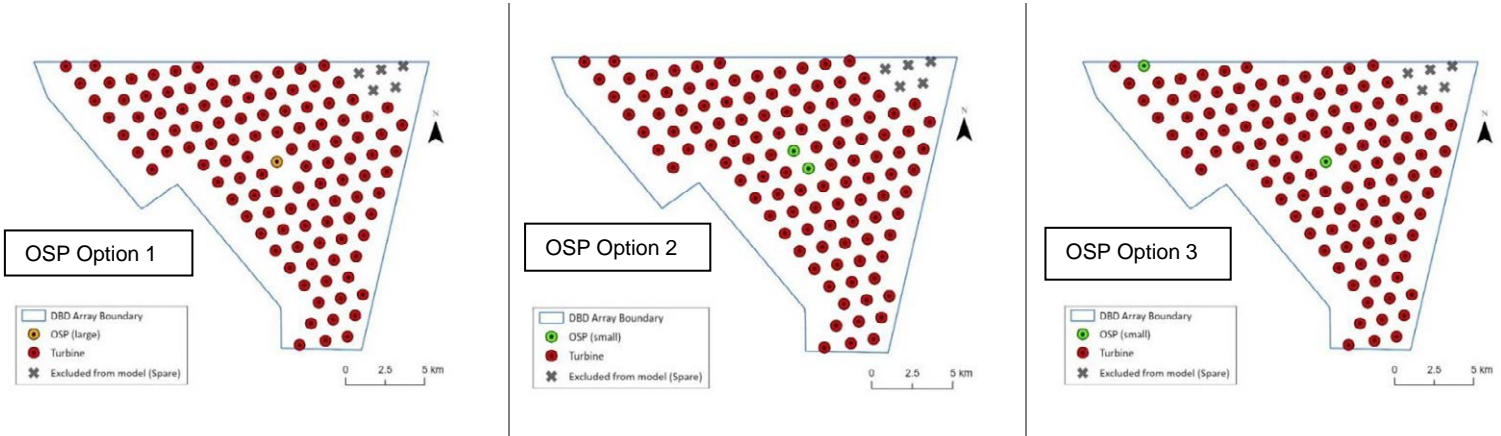 N
OSP Option 1
DBD Array Boundary
OSP (large)
Turbine
Excluded from model (Spare)
0 2.5 5 km
N
OSP Option 2
DBD Array Boundary
OSP (small)
Turbine
Excluded from model (Spare)
0 2.5 5 km
N
OSP Option 3
DBD Array Boundary
OSP (small)
Turbine
Excluded from model (Spare)
0 2.5 5 km